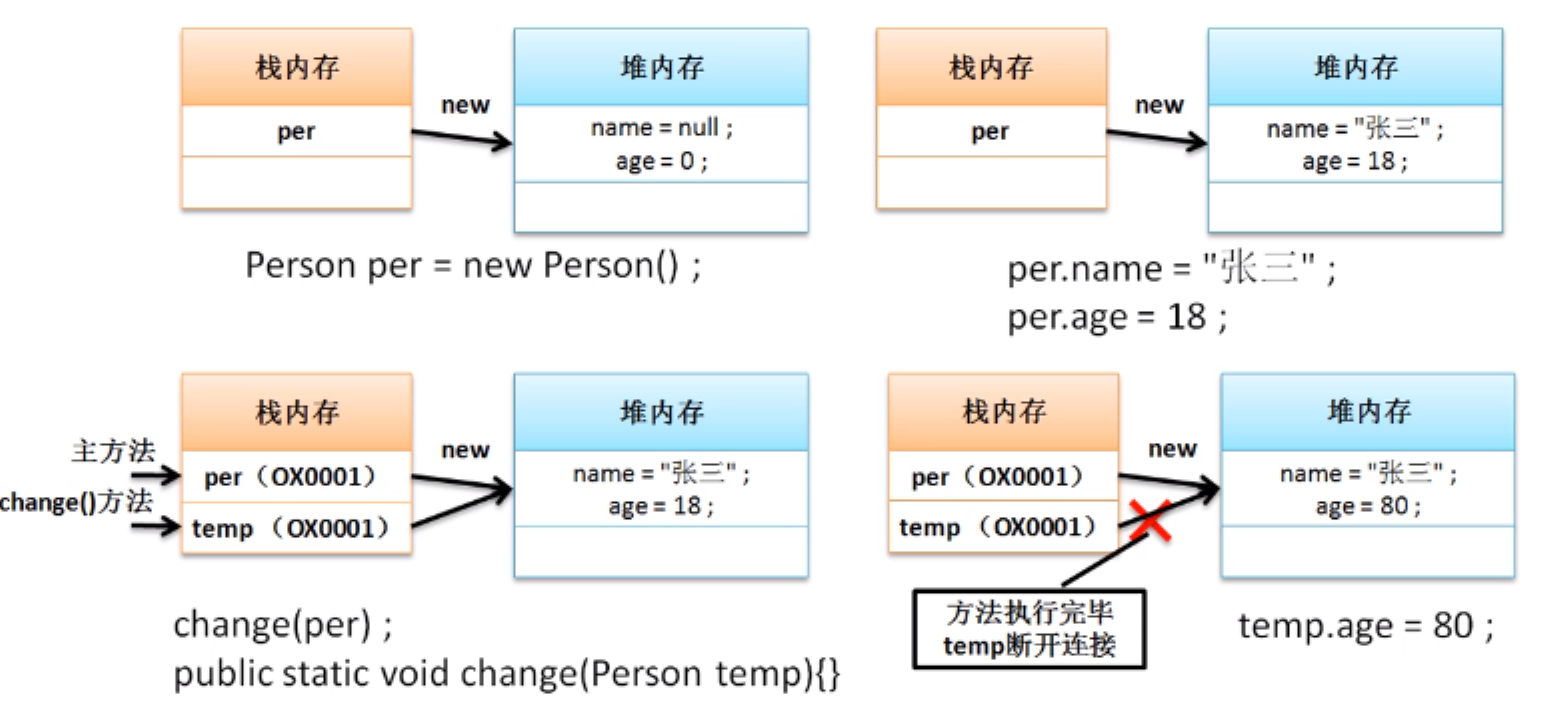 栈内存
堆内存
new
per
name = null ;
age = 0 ;
Person per = new Person() ;
栈内存
堆内存
new
per
name = "张三" ;
age = 18 ;
per.name = "张三" ;
per.age = 18 ;
栈内存
堆内存
new
主方法
per（OX0001）
change()方法
temp （OX0001）
name = "张三" ;
age = 18 ;
change(per) ;
public static void change(Person temp){}
栈内存
堆内存
new
per（OX0001）
temp （OX0001）
name = "张三" ;
age = 80 ;
方法执行完毕
temp断开连接
temp.age = 80 ;